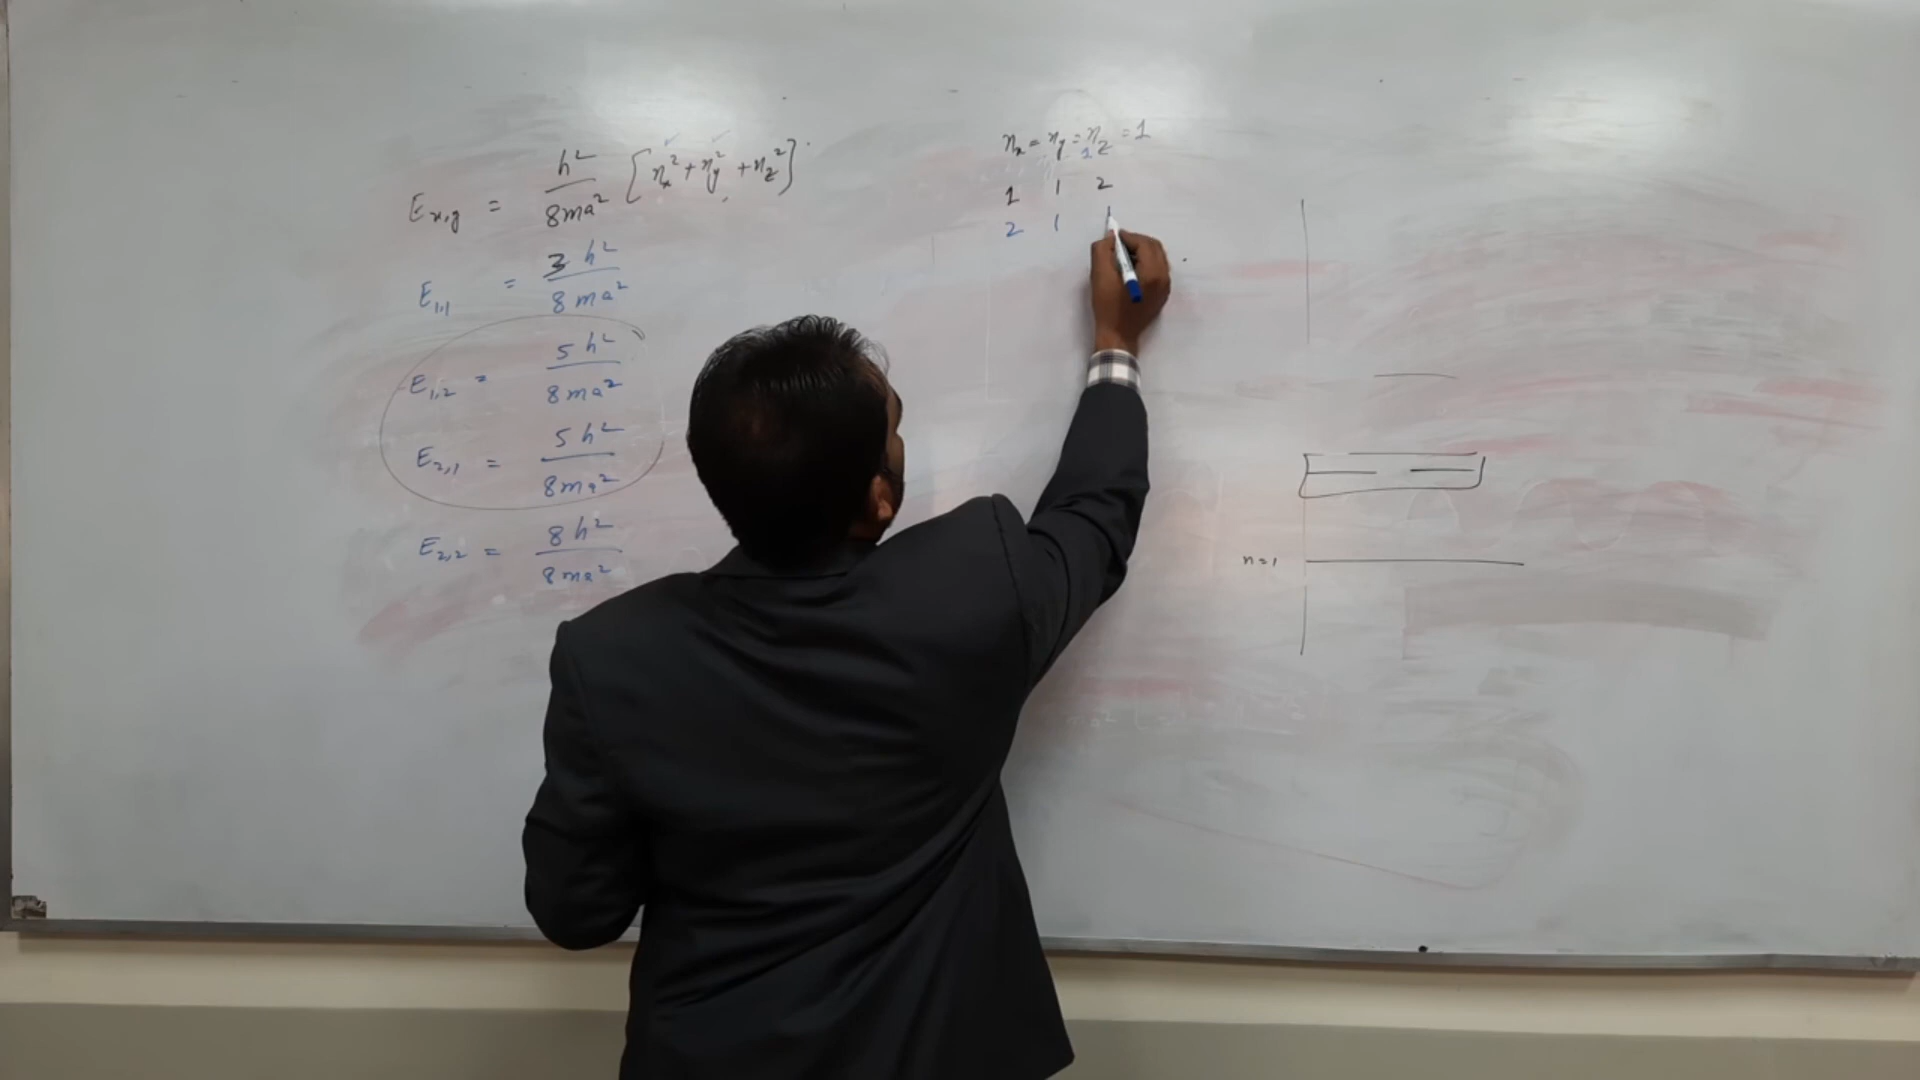 E_{x,y} = h²/8ma² [n_x² + n_y² + n_z²]
E_{1,1} = 3h²/8ma²
E_{1,2} = 5h²/8ma²
E_{2,1} = 5h²/8ma²
E_{2,2} = 8h²/8ma²
n_x = n_y = n_z = 1
1 1 2
2 1 1
n=1